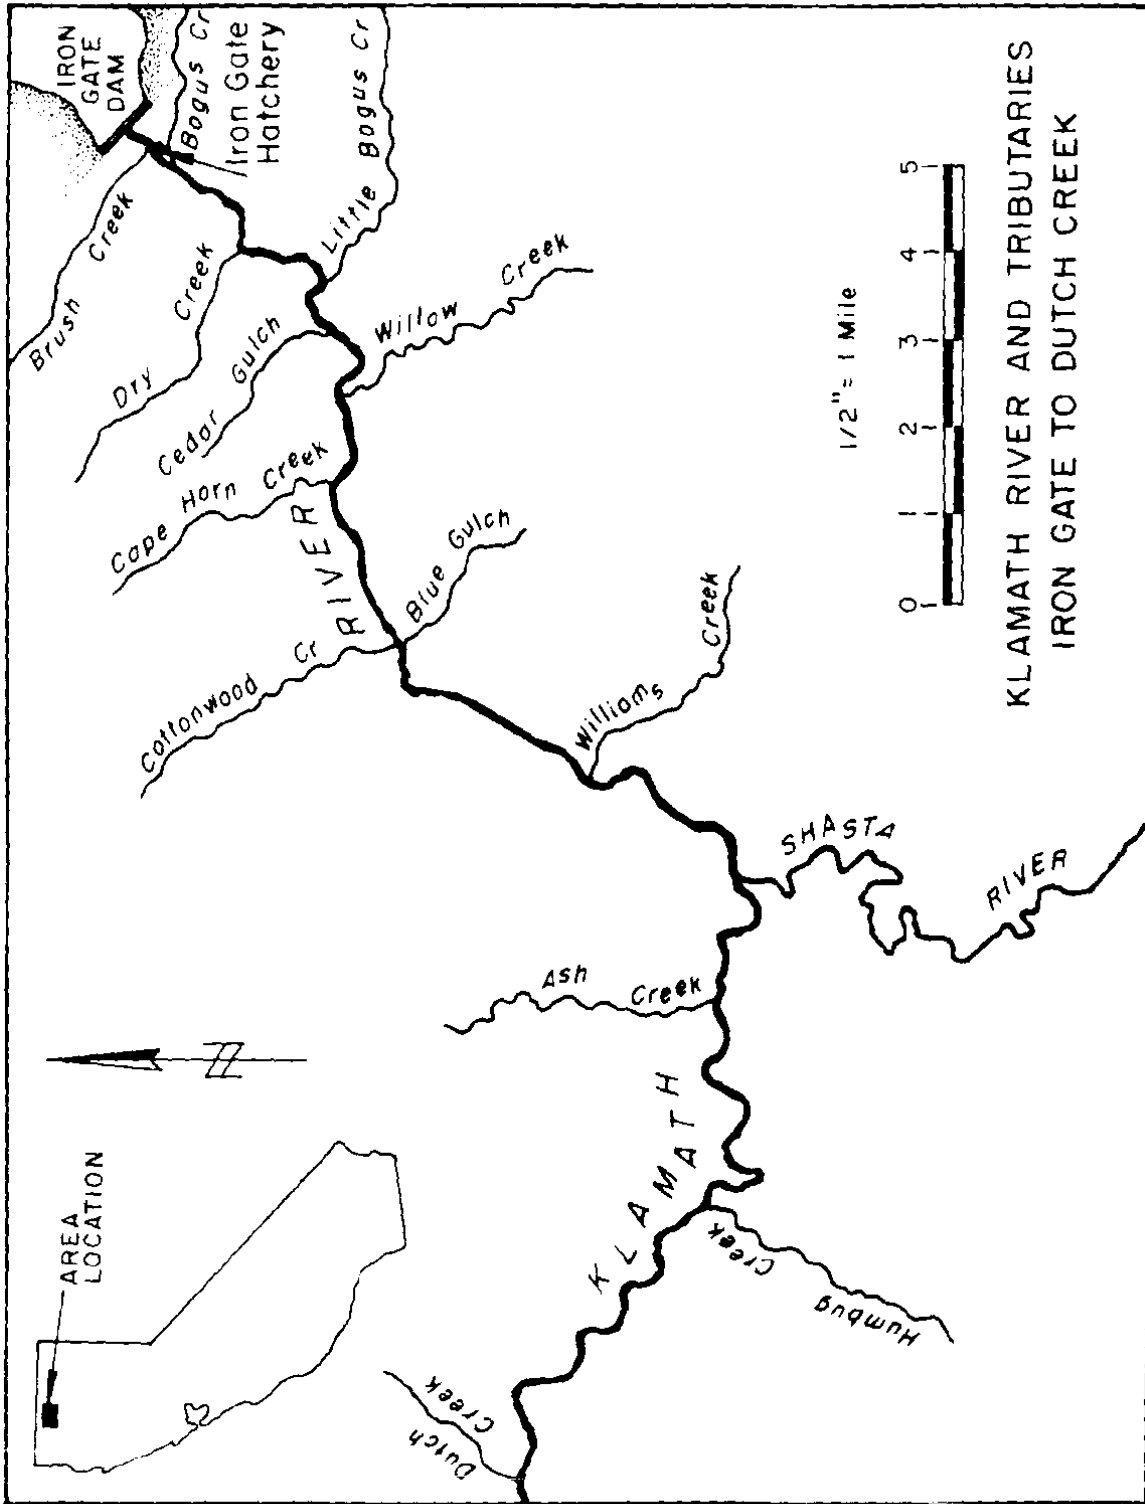 AREA
LOCATION
IRON
GATE
DAM
Bogus Cr
Iron Gate
Hatchery
Little Bogus Cr
Brush Creek
Dry Creek
Cedar Gulch
Willow Creek
Cape Horn Creek
Cottonwood Cr
Blue Gulch
Williams Creek
KLAMATH RIVER
Ash Creek
SHASTA RIVER
Humbug Creek
Dutch Creek
N
1/2"= 1 Mile
0 1 2 3 4 5
KLAMATH RIVER AND TRIBUTARIES
IRON GATE TO DUTCH CREEK